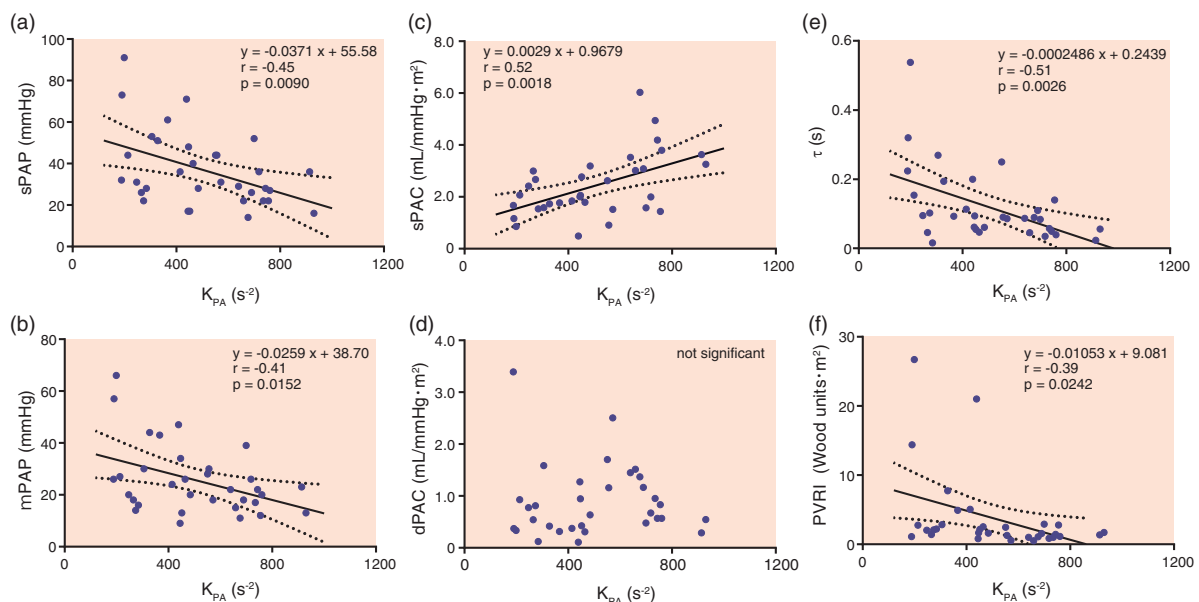 (a)
y = -0.0371 x + 55.58
r = -0.45
p = 0.0090
100
80
60
40
20
0
sPAP (mmHg)
0 400 800 1200
K_PA (s⁻²)
(c)
y = 0.0029 x + 0.9679
r = 0.52
p = 0.0018
8.0
6.0
4.0
2.0
0
sPAC (mL/mmHg·m²)
0 400 800 1200
K_PA (s⁻²)
(e)
y = -0.0002486 x + 0.2439
r = -0.51
p = 0.0026
0.6
0.4
0.2
0
τ (s)
0 400 800 1200
K_PA (s⁻²)
(b)
y = -0.0259 x + 38.70
r = -0.41
p = 0.0152
80
60
40
20
0
mPAP (mmHg)
0 400 800 1200
K_PA (s⁻²)
(d)
not significant
4.0
3.0
2.0
1.0
0
dPAC (mL/mmHg·m²)
0 400 800 1200
K_PA (s⁻²)
(f)
y = -0.01053 x + 9.081
r = -0.39
p = 0.0242
30
20
10
0
PVRI (Wood units·m²)
0 400 800 1200
K_PA (s⁻²)